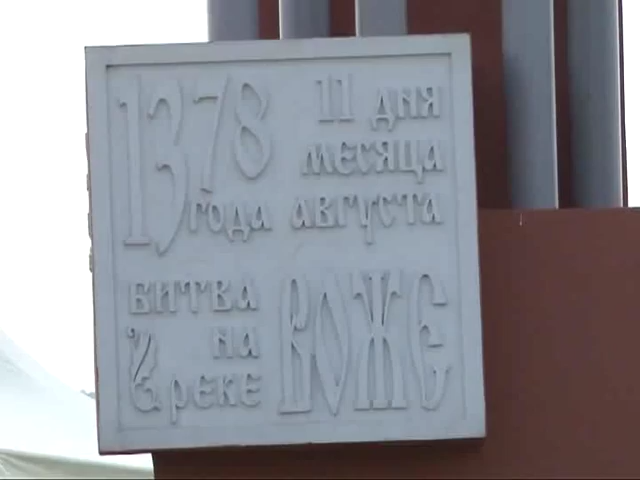 1378 11 дня
месяца
года августа
битва
на
реке Воже